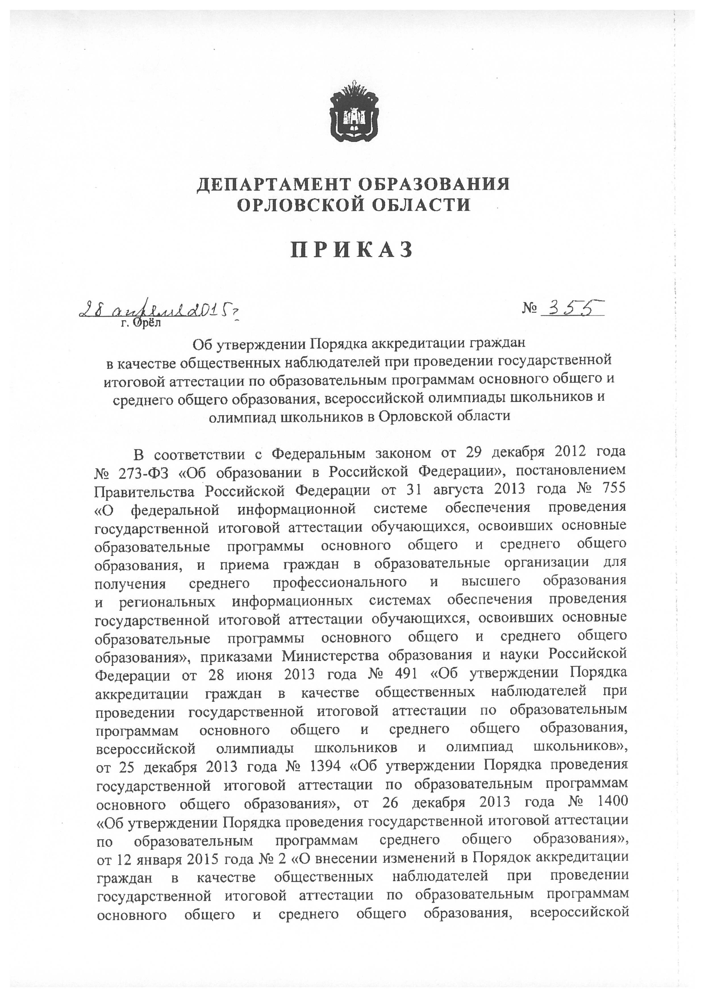 ДЕПАРТАМЕНТ ОБРАЗОВАНИЯ
ОРЛОВСКОЙ ОБЛАСТИ
ПРИКАЗ
28 апреля 2015 г. № 355
г. Орёл
Об утверждении Порядка аккредитации граждан
в качестве общественных наблюдателей при проведении государственной
итоговой аттестации по образовательным программам основного общего и
среднего общего образования, всероссийской олимпиады школьников и
олимпиад школьников в Орловской области
В соответствии с Федеральным законом от 29 декабря 2012 года
№ 273-ФЗ «Об образовании в Российской Федерации», постановлением
Правительства Российской Федерации от 31 августа 2013 года № 755
«О федеральной информационной системе обеспечения проведения
государственной итоговой аттестации обучающихся, освоивших основные
образовательные программы основного общего и среднего общего
образования, и приема граждан в образовательные организации для
получения среднего профессионального и высшего образования
и региональных информационных системах обеспечения проведения
государственной итоговой аттестации обучающихся, освоивших основные
образовательные программы основного общего и среднего общего
образования», приказами Министерства образования и науки Российской
Федерации от 28 июня 2013 года № 491 «Об утверждении Порядка
аккредитации граждан в качестве общественных наблюдателей при
проведении государственной итоговой аттестации по образовательным
программам основного общего и среднего общего образования,
всероссийской олимпиады школьников и олимпиад школьников»,
от 25 декабря 2013 года № 1394 «Об утверждении Порядка проведения
государственной итоговой аттестации по образовательным программам
основного общего образования», от 26 декабря 2013 года № 1400
«Об утверждении Порядка проведения государственной итоговой аттестации
по образовательным программам среднего общего образования»,
от 12 января 2015 года № 2 «О внесении изменений в Порядок аккредитации
граждан в качестве общественных наблюдателей при проведении
государственной итоговой аттестации по образовательным программам
основного общего и среднего общего образования, всероссийской